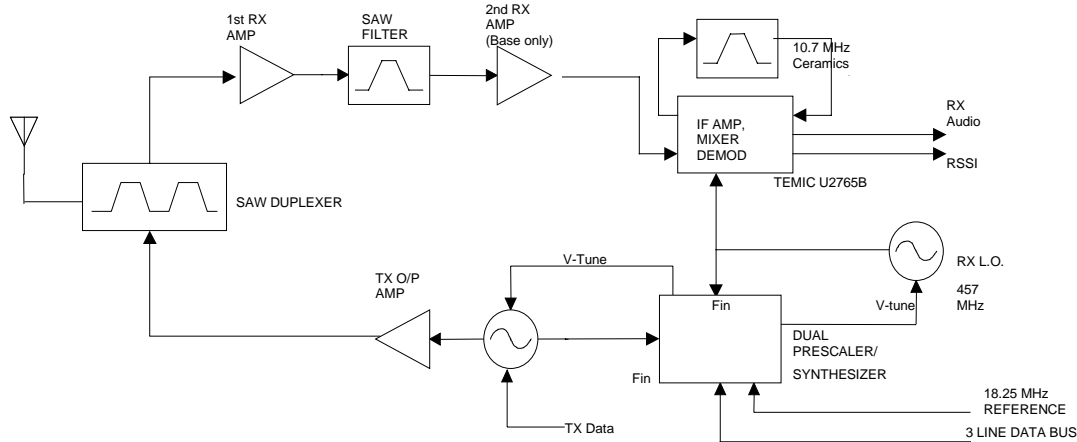 1st RX
AMP
SAW
FILTER
2nd RX
AMP
(Base only)
10.7 MHz
Ceramics
IF AMP,
MIXER
DEMOD
RX
Audio
RSSI
TEMIC U2765B
SAW DUPLEXER
V-Tune
RX L.O.
457
MHz
TX O/P
AMP
Fin
V-tune
DUAL
PRESCALER/
SYNTHESIZER
Fin
18.25 MHz
REFERENCE
TX Data
3 LINE DATA BUS